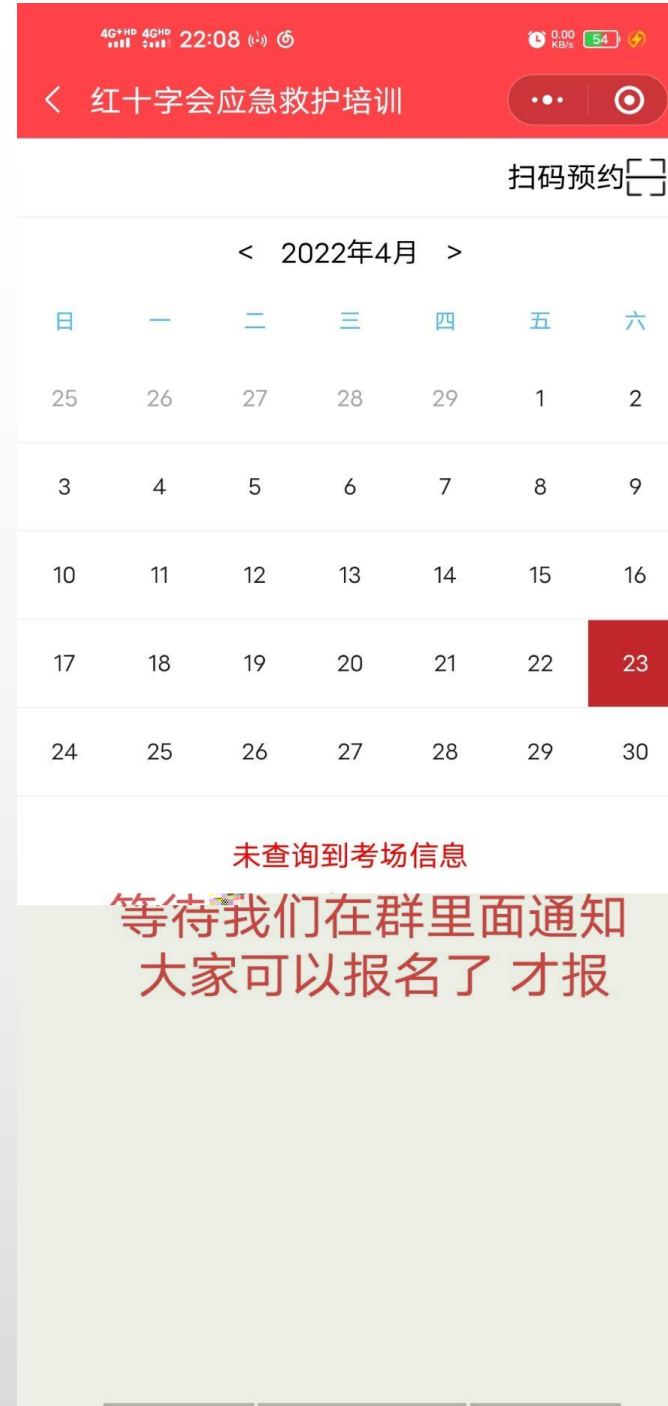 4G+HD 4GHD 22:08 0.00 KB/s 54
红十字会应急救护培训
扫码预约
< 2022年4月 >
日 一 二 三 四 五 六
25 26 27 28 29 1 2
3 4 5 6 7 8 9
10 11 12 13 14 15 16
17 18 19 20 21 22 23
24 25 26 27 28 29 30
未查询到考场信息
等待我们在群里面通知
大家可以报名了 才报